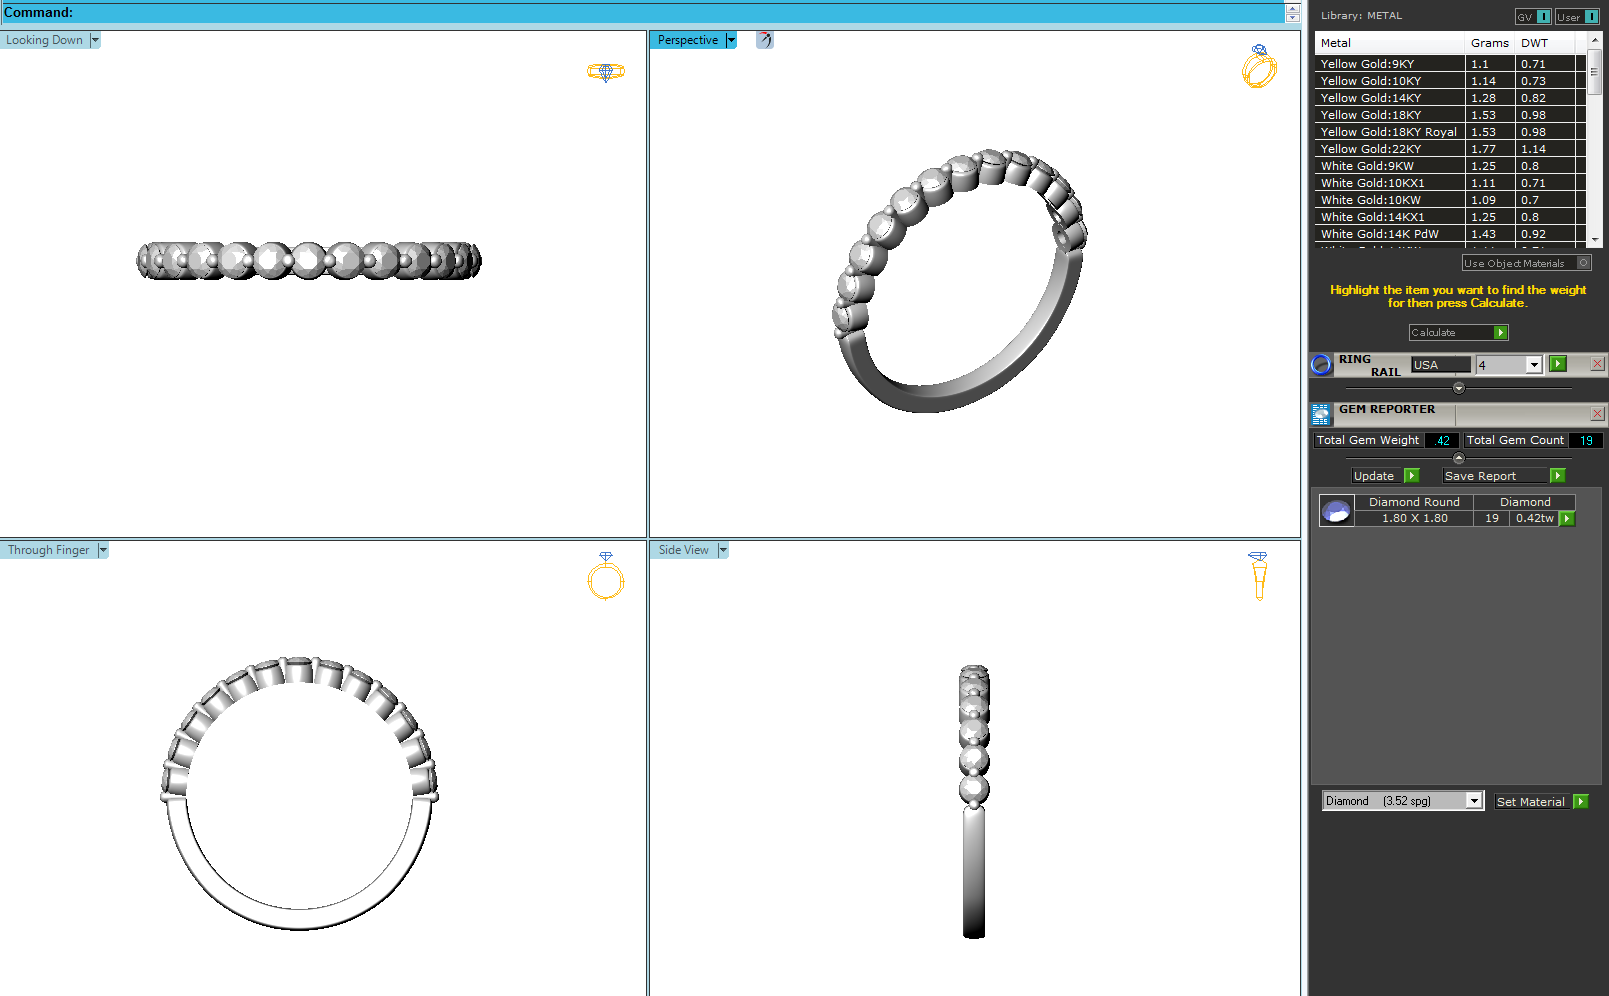 Command:
Looking Down
Perspective
Through Finger
Side View
Library: METAL
GV
User
Metal Grams DWT
Yellow Gold:9KY 1.1 0.71
Yellow Gold:10KY 1.14 0.73
Yellow Gold:14KY 1.28 0.82
Yellow Gold:18KY 1.53 0.98
Yellow Gold:18KY Royal 1.53 0.98
Yellow Gold:22KY 1.77 1.14
White Gold:9KW 1.25 0.8
White Gold:10KX1 1.11 0.71
White Gold:10KW 1.09 0.7
White Gold:14KX1 1.25 0.8
White Gold:14K PdW 1.43 0.92
Use Object Materials
Highlight the item you want to find the weight
for then press Calculate.
Calculate
RING
RAIL USA 4
GEM REPORTER
Total Gem Weight .42 Total Gem Count 19
Update Save Report
Diamond Round Diamond
1.80 X 1.80 19 0.42tw
Diamond (3.52 spg) Set Material